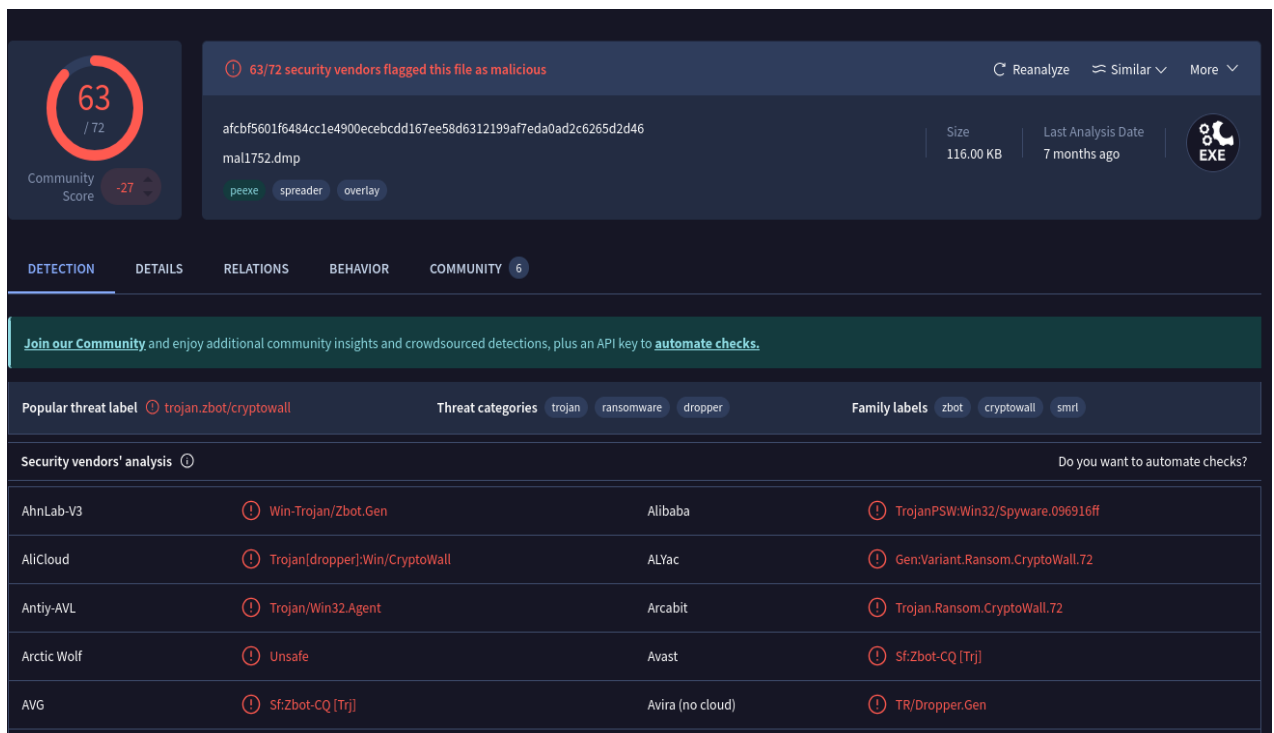 63
/ 72
Community
Score
-27
63/72 security vendors flagged this file as malicious
Reanalyze
Similar
More
afcbf5601f6484cc1e4900ecebcdd167ee58d6312199af7eda0ad2c6265d2d46
mal1752.dmp
peexe spreader overlay
Size
116.00 KB
Last Analysis Date
7 months ago
EXE
DETECTION DETAILS RELATIONS BEHAVIOR COMMUNITY 6
Join our Community and enjoy additional community insights and crowdsourced detections, plus an API key to automate checks.
Popular threat label trojan.zbot/cryptowall Threat categories trojan ransomware dropper Family labels zbot cryptowall smrl
Security vendors' analysis Do you want to automate checks?
AhnLab-V3 Win-Trojan/Zbot.Gen Alibaba TrojanPSW:Win32/Spyware.096916ff
AliCloud Trojan[dropper]:Win/CryptoWall ALYac Gen:Variant.Ransom.CryptoWall.72
Antiy-AVL Trojan/Win32.Agent Arcabit Trojan.Ransom.CryptoWall.72
Arctic Wolf Unsafe Avast Sf:Zbot-CQ [Trj]
AVG Sf:Zbot-CQ [Trj] Avira (no cloud) TR/Dropper.Gen